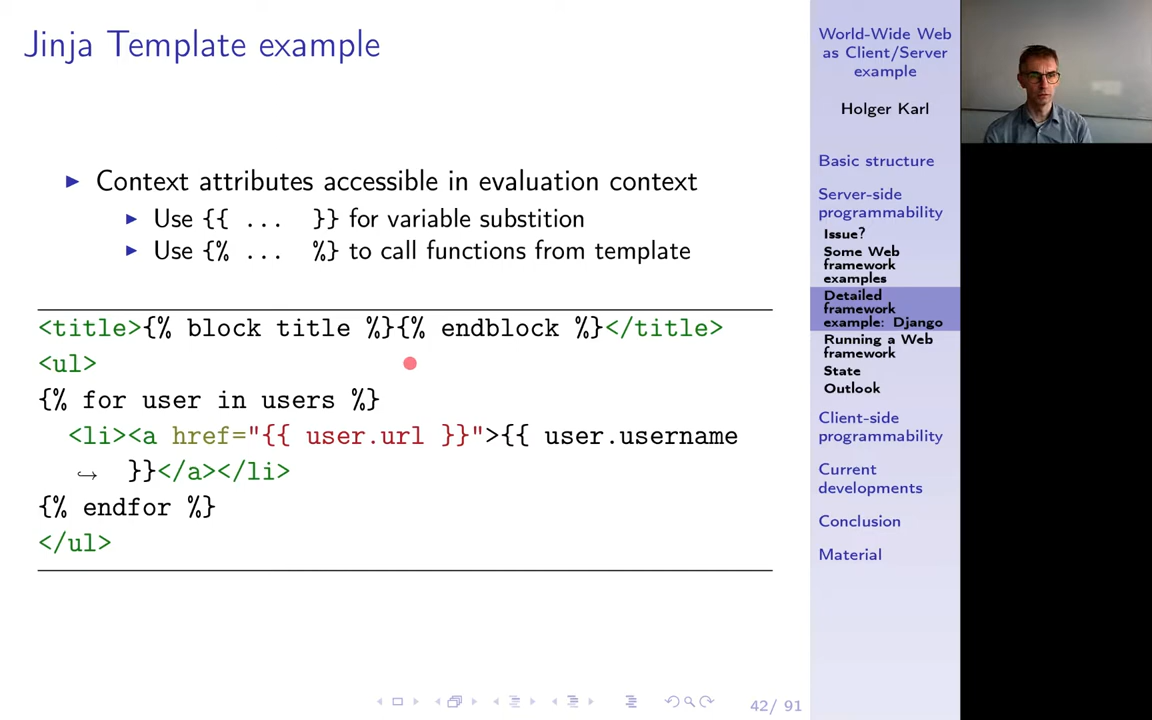 Jinja Template example
Context attributes accessible in evaluation context
Use {{ ... }} for variable substition
Use {% ... %} to call functions from template
<title>{% block title %}{% endblock %}</title>
<ul>
{% for user in users %}
<li><a href="{{ user.url }}">{{ user.username
↪ }}</a></li>
{% endfor %}
</ul>
42/ 91
World-Wide Web
as Client/Server
example
Holger Karl
Basic structure
Server-side
programmability
Issue?
Some Web
framework
examples
Detailed
framework
example: Django
Running a Web
framework
State
Outlook
Client-side
programmability
Current
developments
Conclusion
Material